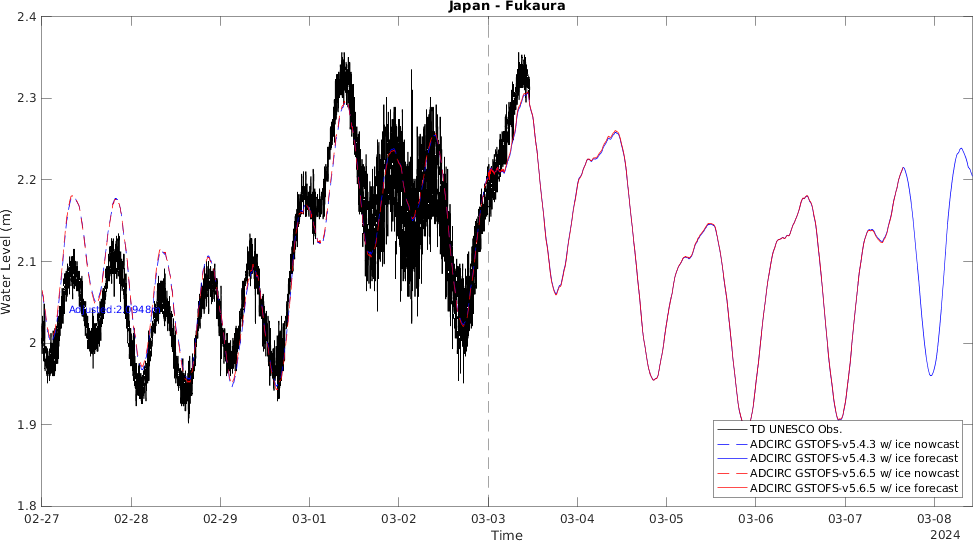 Japan - Fukaura
2.4
2.3
2.2
2.1
2
1.9
1.8
Water Level (m)
02-27
02-28
02-29
03-01
03-02
03-03
03-04
03-05
03-06
03-07
03-08
2024
Time
TD UNESCO Obs.
ADCIRC GSTOFS-v5.4.3 w/ ice nowcast
ADCIRC GSTOFS-v5.4.3 w/ ice forecast
ADCIRC GSTOFS-v5.6.5 w/ ice nowcast
ADCIRC GSTOFS-v5.6.5 w/ ice forecast